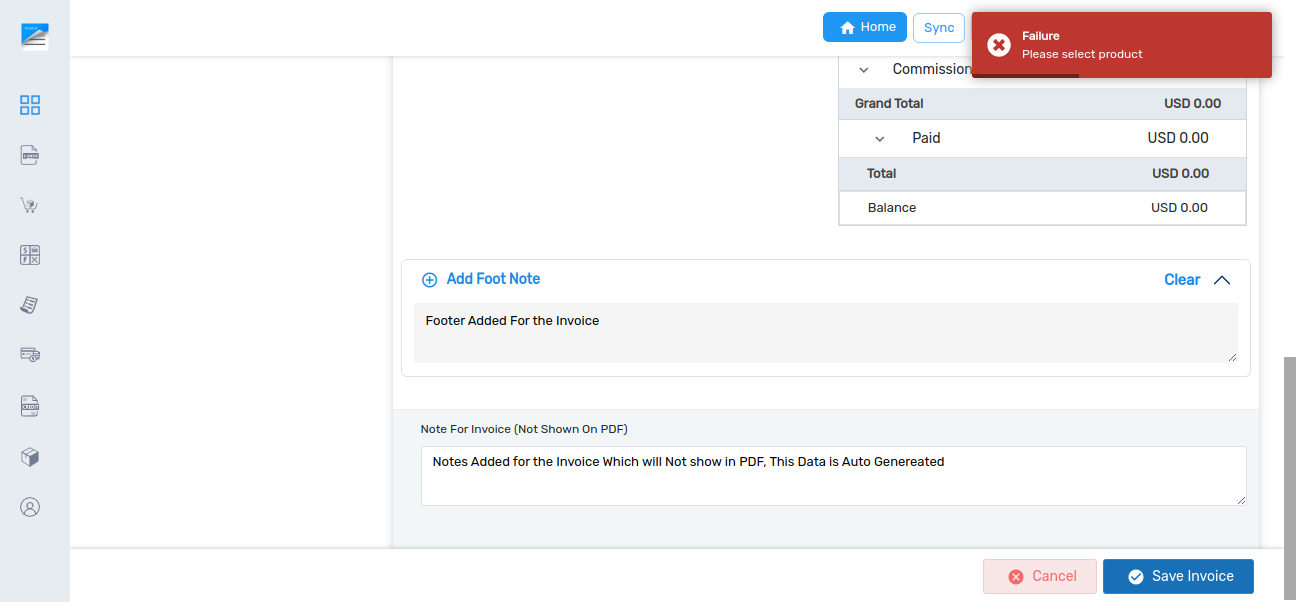 Home
Sync
Failure
Please select product
Commission
Grand Total USD 0.00
Paid USD 0.00
Total USD 0.00
Balance USD 0.00
Add Foot Note
Clear
Footer Added For the Invoice
Note For Invoice (Not Shown On PDF)
Notes Added for the Invoice Which will Not show in PDF, This Data is Auto Genereated
Cancel
Save Invoice